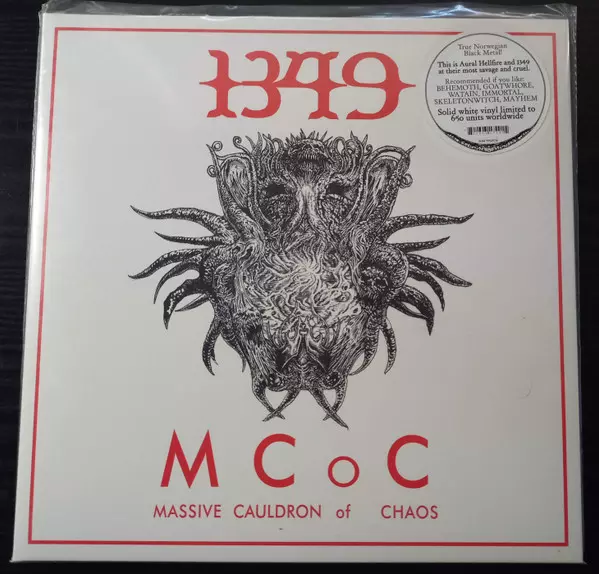 1349
True Norwegian
Black Metal!
This is Aural Hellfire and 1349
at their most savage and cruel.
Recommended if you like:
BEHEMOTH, GOATWHORE,
WATAIN, IMMORTAL,
SKELETONWITCH, MAYHEM
Solid white vinyl limited to
650 units worldwide
MCoC
MASSIVE CAULDRON of CHAOS